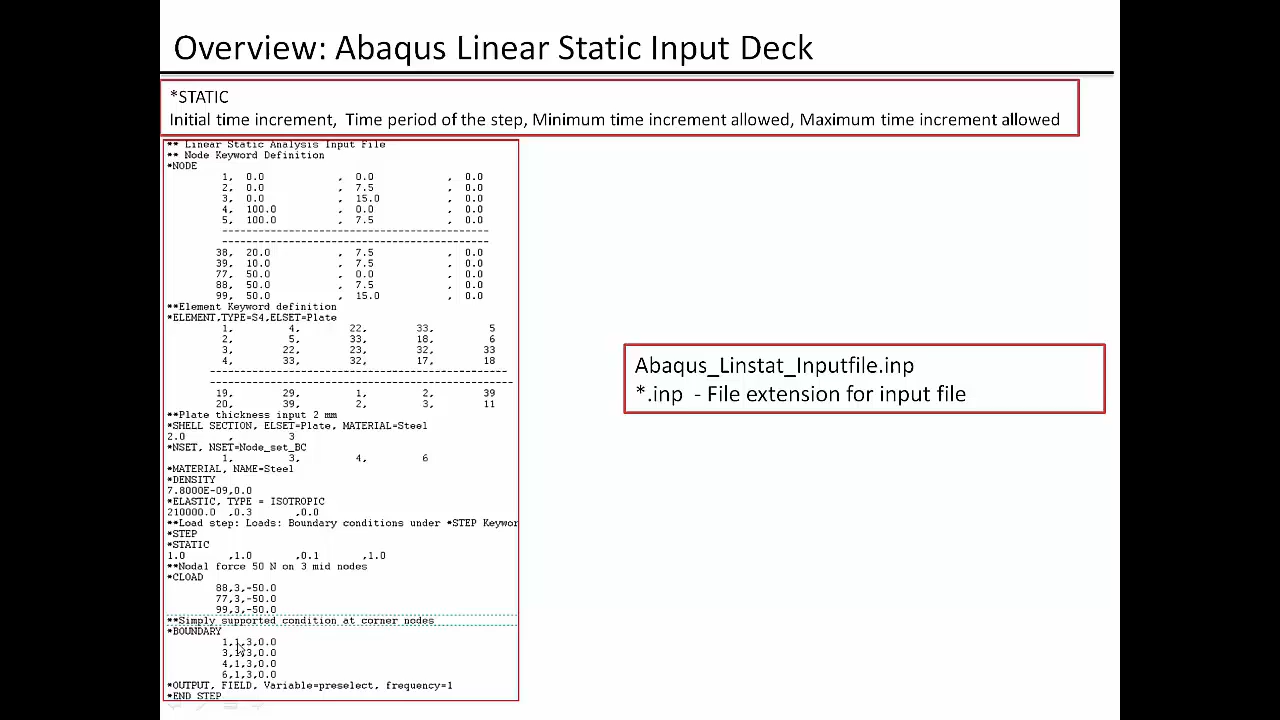 Overview: Abaqus Linear Static Input Deck
*STATIC
Initial time increment, Time period of the step, Minimum time increment allowed, Maximum time increment allowed
** Linear Static Analysis Input File
** Node Keyword Definition
*NODE
1, 0.0 , 0.0 , 0.0
2, 0.0 , 7.5 , 0.0
3, 0.0 , 15.0 , 0.0
4, 100.0 , 0.0 , 0.0
5, 100.0 , 7.5 , 0.0
-------------------------------------------------
-------------------------------------------------
38, 20.0 , 7.5 , 0.0
39, 10.0 , 7.5 , 0.0
77, 50.0 , 0.0 , 0.0
88, 50.0 , 7.5 , 0.0
99, 50.0 , 15.0 , 0.0
**Element Keyword definition
*ELEMENT,TYPE=S4,ELSET=Plate
1, 4, 22, 33, 5
2, 5, 33, 18, 6
3, 22, 23, 32, 33
4, 33, 32, 17, 18
-------------------------------------------------------
-------------------------------------------------------
19, 29, 1, 2, 39
20, 39, 2, 3, 11
**Plate thickness input 2 mm
*SHELL SECTION, ELSET=Plate, MATERIAL=Steel
2.0 , 3
*NSET, NSET=Node_set_BC
1, 3, 4, 6
*MATERIAL, NAME=Steel
*DENSITY
7.8000E-09,0.0
*ELASTIC, TYPE = ISOTROPIC
210000.0 ,0.3 ,0.0
**Load step: Loads: Boundary conditions under *STEP Keywor
*STEP
*STATIC
1.0 ,1.0 ,0.1 ,1.0
**Nodal force 50 N on 3 mid nodes
*CLOAD
88,3,-50.0
77,3,-50.0
99,3,-50.0
**Simply supported condition at corner nodes
*BOUNDARY
1,1,3,0.0
3,1,3,0.0
4,1,3,0.0
6,1,3,0.0
*OUTPUT, FIELD, Variable=preselect, frequency=1
*END STEP
Abaqus_Linstat_Inputfile.inp
*.inp - File extension for input file